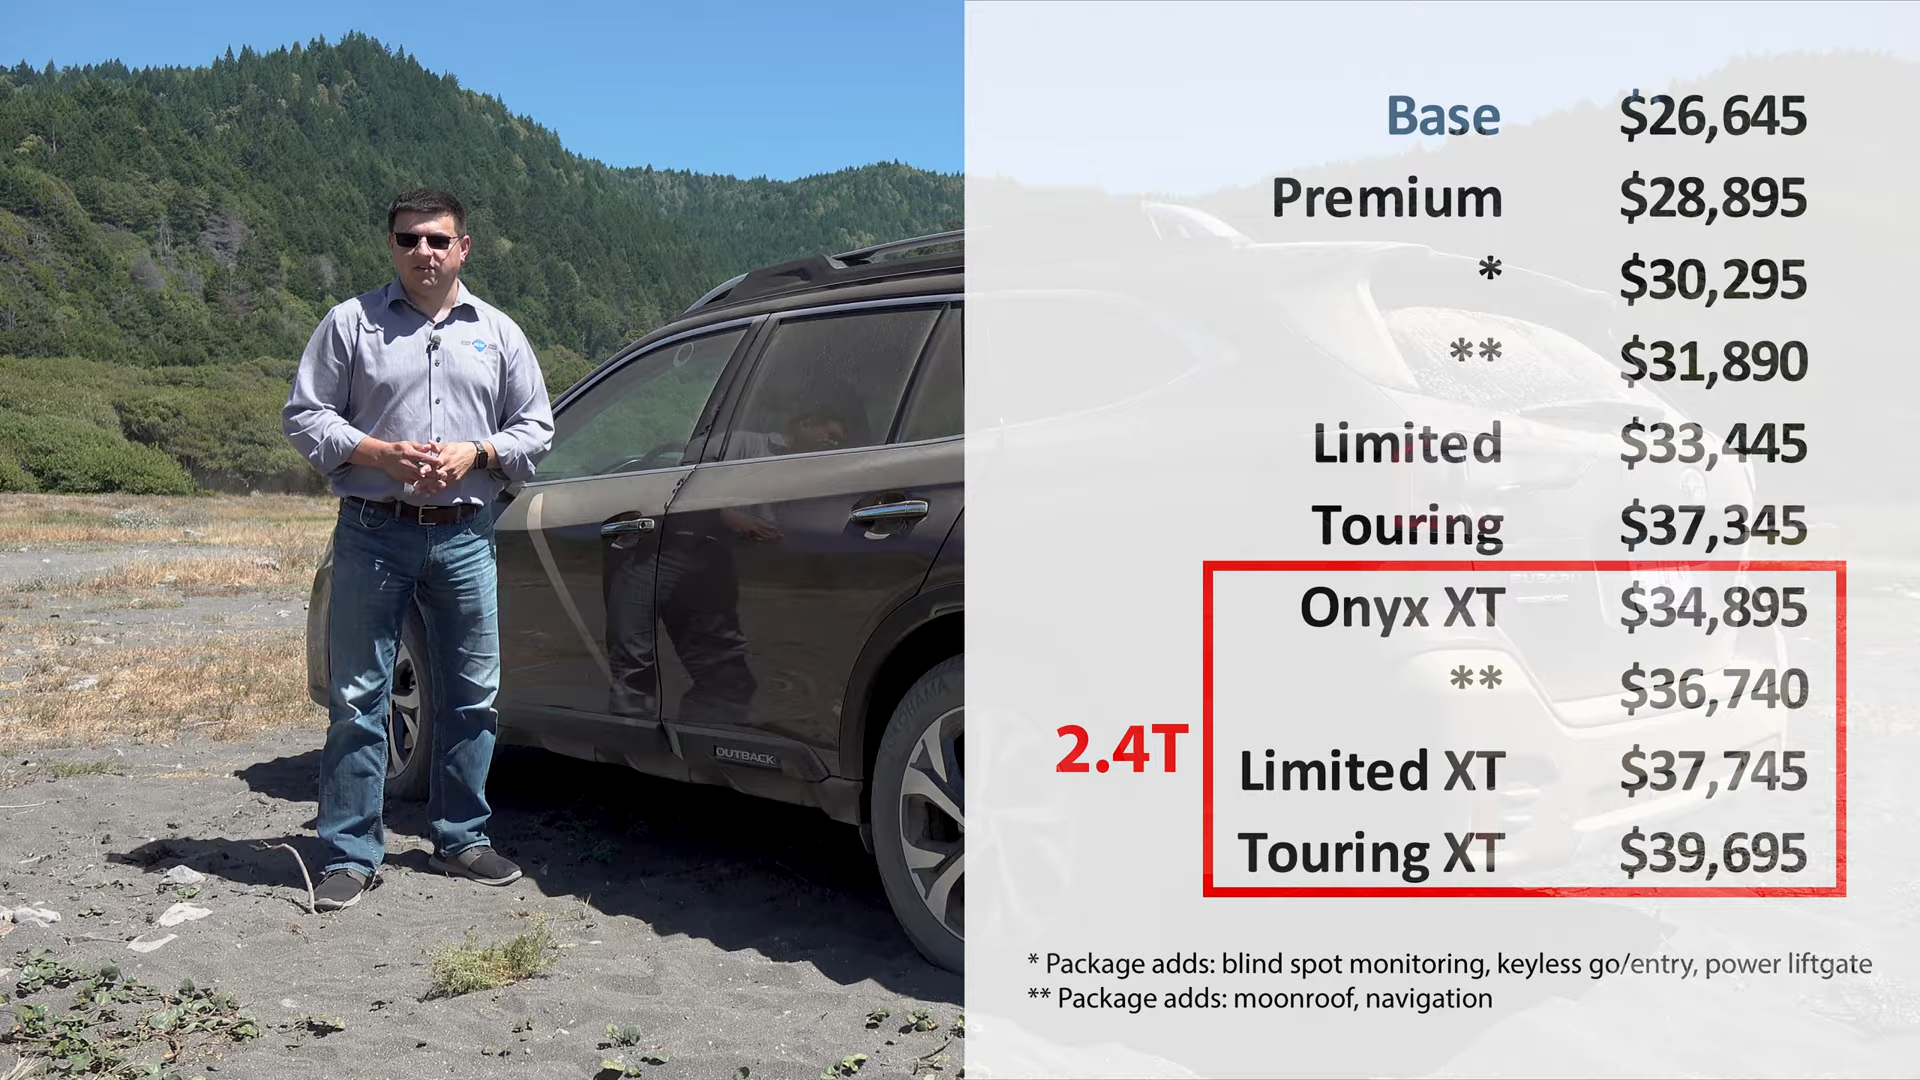 Base $26,645
Premium $28,895
* $30,295
** $31,890
Limited $33,445
Touring $37,345
Onyx XT $34,895
** $36,740
2.4T
Limited XT $37,745
Touring XT $39,695
* Package adds: blind spot monitoring, keyless go/entry, power liftgate
** Package adds: moonroof, navigation
OUTBACK
YOKOHAMA
SUBARU